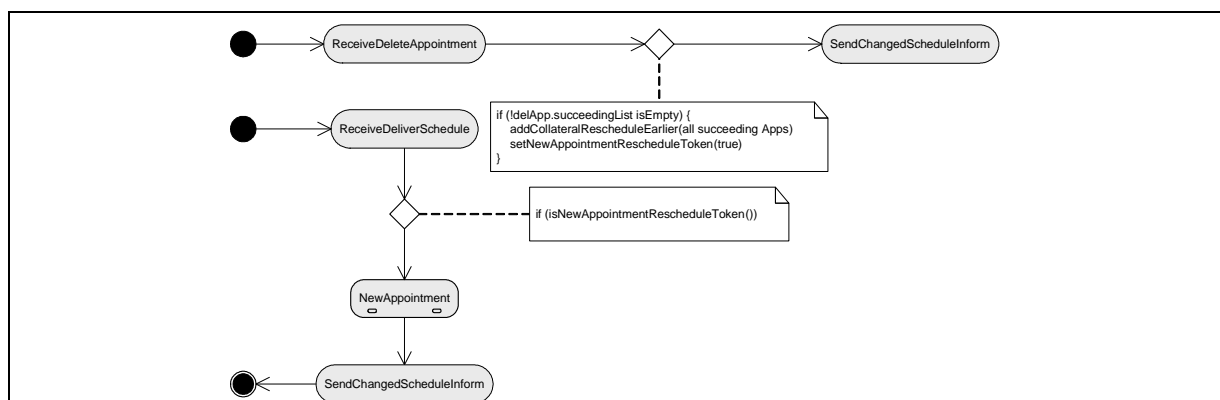 ReceiveDeleteAppointment
SendChangedScheduleInform
if (!delApp.succeedingList isEmpty) {
addCollateralRescheduleEarlier(all succeeding Apps)
setNewAppointmentRescheduleToken(true)
}
ReceiveDeliverSchedule
if (isNewAppointmentRescheduleToken())
NewAppointment
SendChangedScheduleInform